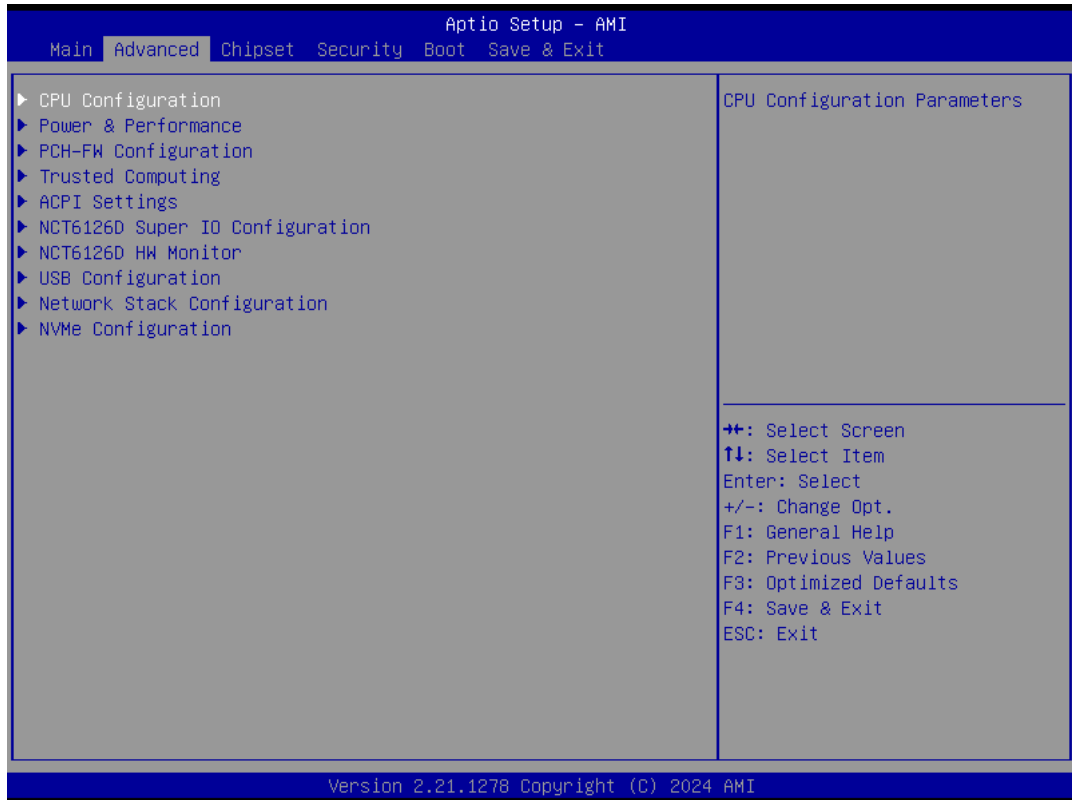 Aptio Setup – AMI
Main Advanced Chipset Security Boot Save & Exit
▶ CPU Configuration
▶ Power & Performance
▶ PCH-FW Configuration
▶ Trusted Computing
▶ ACPI Settings
▶ NCT6126D Super IO Configuration
▶ NCT6126D HW Monitor
▶ USB Configuration
▶ Network Stack Configuration
▶ NVMe Configuration
CPU Configuration Parameters
→←: Select Screen
↑↓: Select Item
Enter: Select
+/-: Change Opt.
F1: General Help
F2: Previous Values
F3: Optimized Defaults
F4: Save & Exit
ESC: Exit
Version 2.21.1278 Copyright (C) 2024 AMI